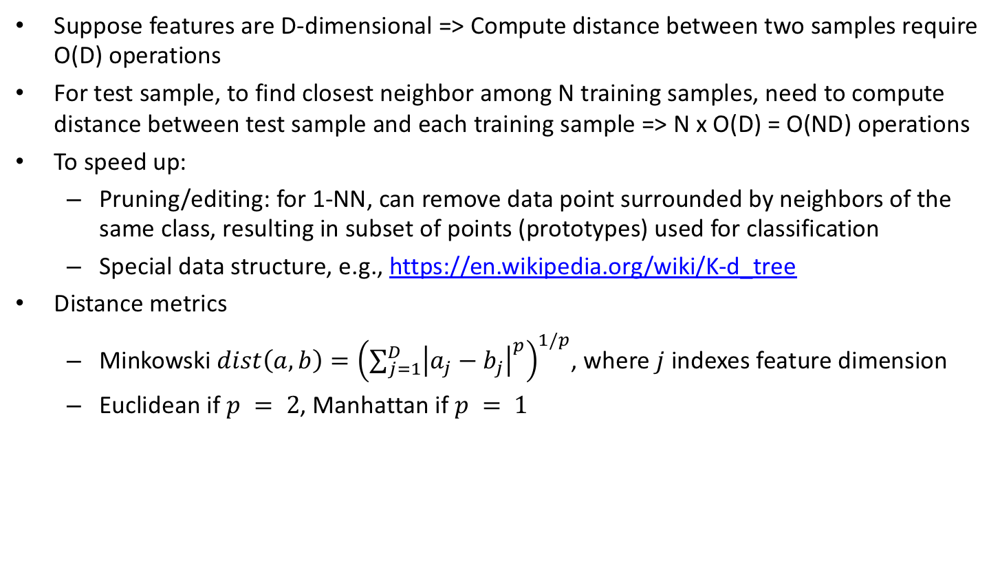 • Suppose features are D-dimensional => Compute distance between two samples require
O(D) operations
• For test sample, to find closest neighbor among N training samples, need to compute
distance between test sample and each training sample => N x O(D) = O(ND) operations
• To speed up:
– Pruning/editing: for 1-NN, can remove data point surrounded by neighbors of the
same class, resulting in subset of points (prototypes) used for classification
– Special data structure, e.g., https://en.wikipedia.org/wiki/K-d_tree
• Distance metrics
– Minkowski $dist(a, b) = \left(\sum_{j=1}^{D} |a_j - b_j|^p\right)^{1/p}$, where $j$ indexes feature dimension
– Euclidean if $p = 2$, Manhattan if $p = 1$